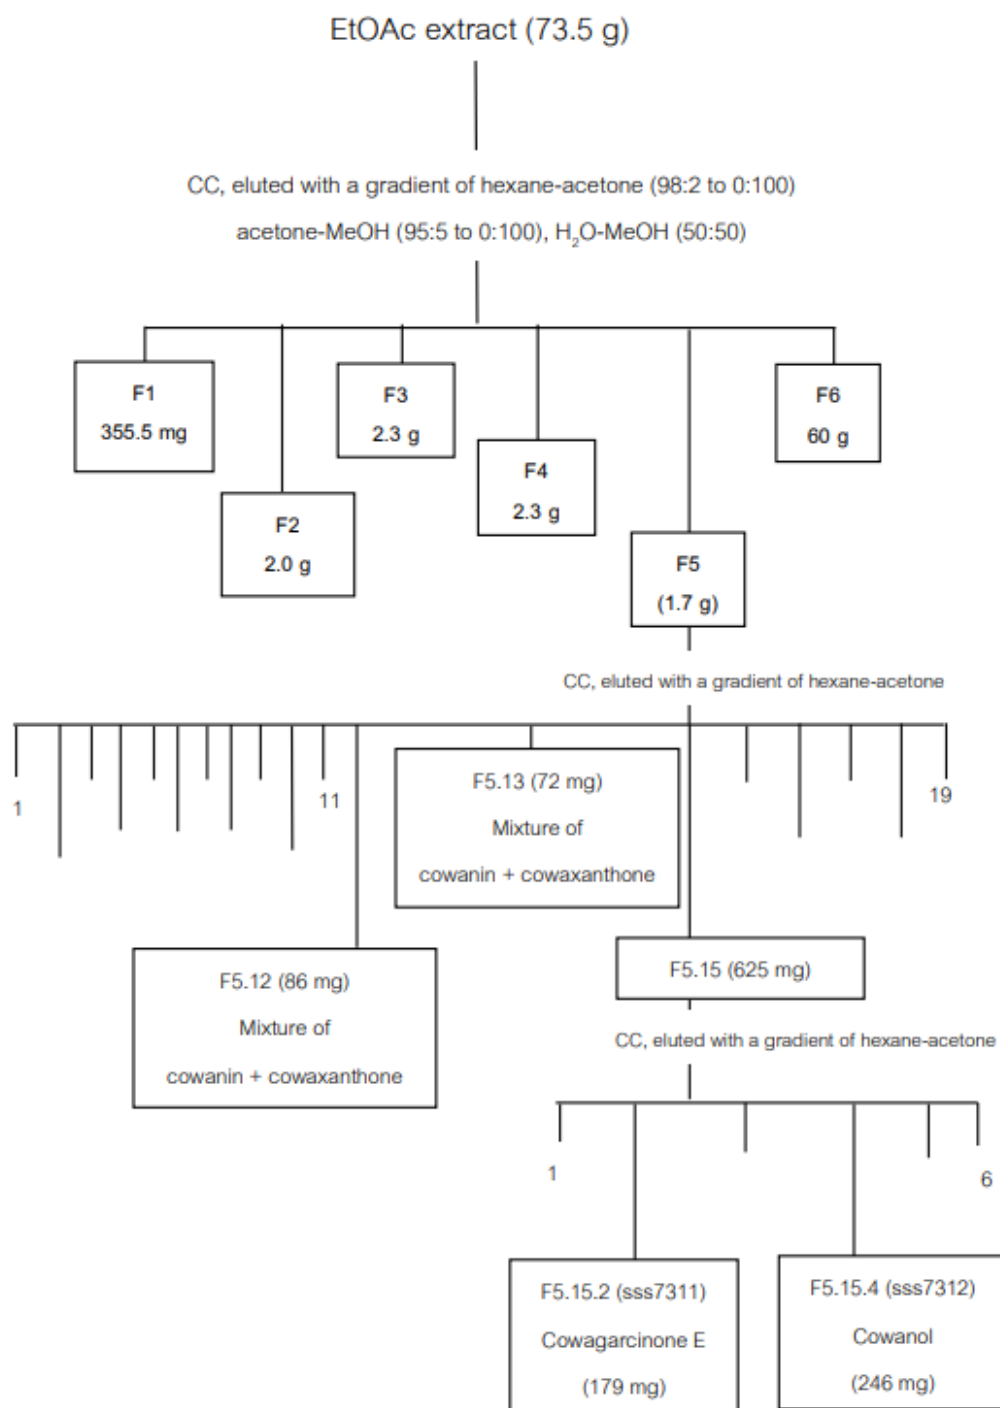 EtOAc extract (73.5 g)
CC, eluted with a gradient of hexane-acetone (98:2 to 0:100)
acetone-MeOH (95:5 to 0:100), H₂O-MeOH (50:50)
F1
355.5 mg
F2
2.0 g
F3
2.3 g
F4
2.3 g
F5
(1.7 g)
F6
60 g
CC, eluted with a gradient of hexane-acetone
1
11
19
F5.13 (72 mg)
Mixture of
cowanin + cowaxanthone
F5.12 (86 mg)
Mixture of
cowanin + cowaxanthone
F5.15 (625 mg)
CC, eluted with a gradient of hexane-acetone
1
6
F5.15.2 (sss7311)
Cowagarcinone E
(179 mg)
F5.15.4 (sss7312)
Cowanol
(246 mg)